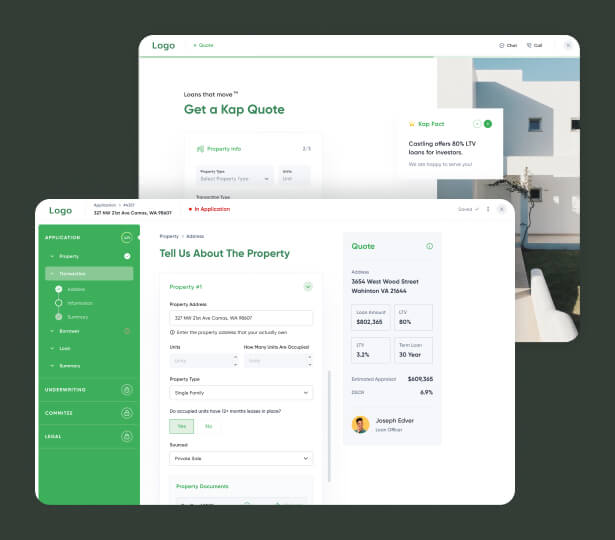 Logo
Quote
Chat
Call
Loans that move™
Get a Kap Quote
Property Info
2/3
Property Type
Select Property Type
Units
Unit
Transaction Type
Kap Fact
Castling offers 80% LTV
loans for investors.
We are happy to serve you!
Logo
Application > #4327
327 NW 21st Ave Camas, WA 98607
In Application
Saved
APPLICATION
Property
Transaction
Address
Information
Summary
Borrower
Loan
Summary
UNDERWRITING
COMMITEE
LEGAL
Property > Address
Tell Us About The Property
Property #1
Property Address
327 NW 21st Ave Camas, WA 98607
Enter the property address that your actually own
Units
How Many Units Are Occupied
Units
Units
Property Type
Single Family
Do occupied units have 12+ months leases in place?
Yes
No
Sourced
Private Sale
Property Documents
Quote
Address
3654 West Wood Street
Wahinton VA 21644
Loan Amount
$802,365
LTV
80%
LTV
3.2%
Term Loan
30 Year
Estimated Appraisal
$609,365
DSCR
6.9%
Joseph Edver
Loan Officer